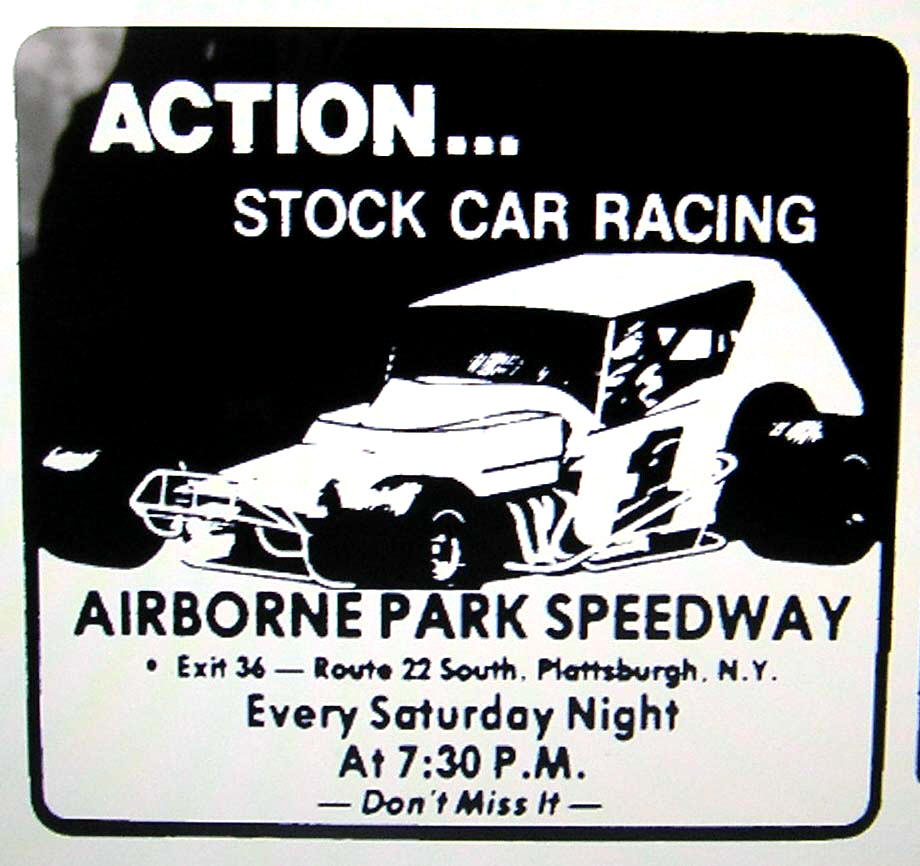 ACTION...
STOCK CAR RACING
AIRBORNE PARK SPEEDWAY
• Exit 36 — Route 22 South, Plattsburgh, N.Y.
Every Saturday Night
At 7:30 P.M.
— Don't Miss It —